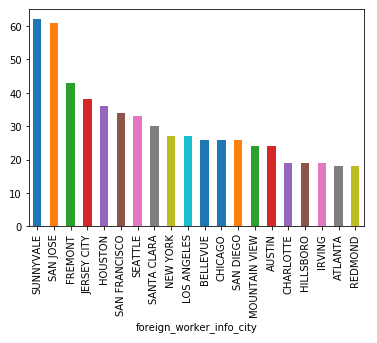 60
50
40
30
20
10
0
SUNNYVALE
SAN JOSE
FREMONT
JERSEY CITY
HOUSTON
SAN FRANCISCO
SEATTLE
SANTA CLARA
NEW YORK
LOS ANGELES
BELLEVUE
CHICAGO
SAN DIEGO
MOUNTAIN VIEW
AUSTIN
CHARLOTTE
HILLSBORO
IRVING
ATLANTA
REDMOND
foreign_worker_info_city